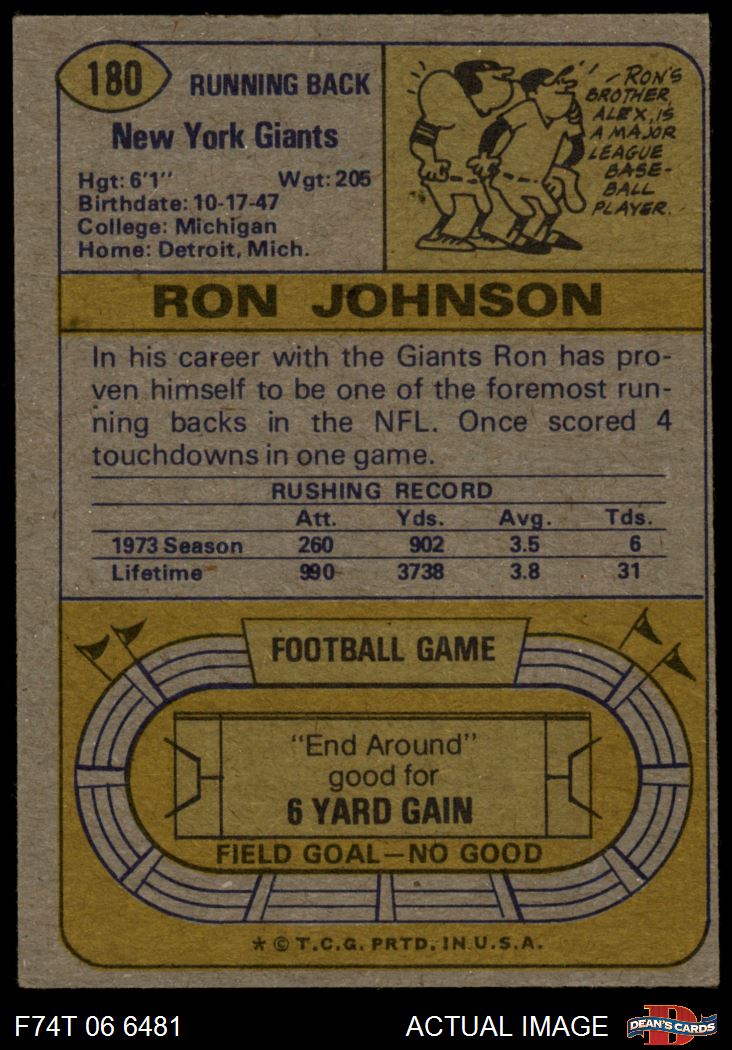 180
RUNNING BACK
New York Giants
Hgt: 6'1" Wgt: 205
Birthdate: 10-17-47
College: Michigan
Home: Detroit, Mich.
RON'S
BROTHER,
ALEX, IS
A MAJOR
LEAGUE
BASE-
BALL
PLAYER.
RON JOHNSON
In his career with the Giants Ron has pro-
ven himself to be one of the foremost run-
ning backs in the NFL. Once scored 4
touchdowns in one game.
RUSHING RECORD
Att. Yds. Avg. Tds.
1973 Season 260 902 3.5 6
Lifetime 990 3738 3.8 31
FOOTBALL GAME
"End Around"
good for
6 YARD GAIN
FIELD GOAL—NO GOOD
* © T.C.G. PRTD. IN U.S.A.
F74T 06 6481 ACTUAL IMAGE
DEAN'S CARDS